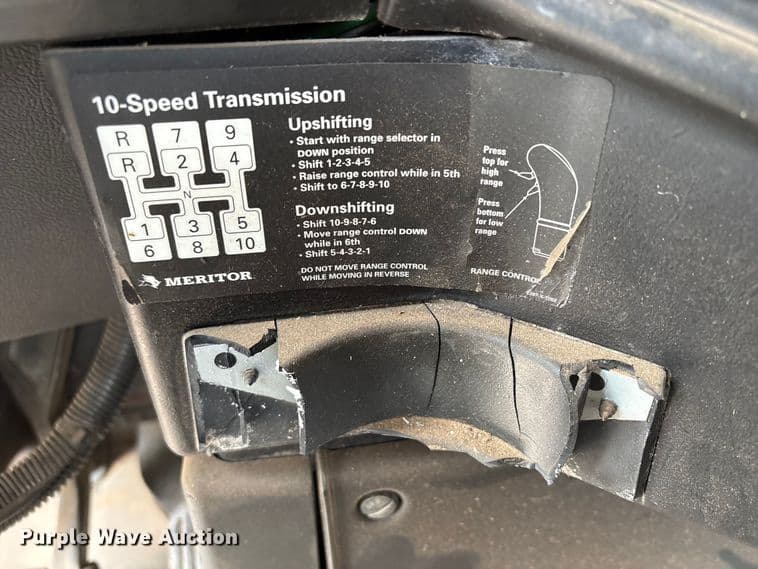 10-Speed Transmission
R 7 9
R 2 4
N
1 3 5
6 8 10
MERITOR
Upshifting
• Start with range selector in
DOWN position
• Shift 1-2-3-4-5
• Raise range control while in 5th
• Shift to 6-7-8-9-10
Downshifting
• Shift 10-9-8-7-6
• Move range control DOWN
while in 6th
• Shift 5-4-3-2-1
DO NOT MOVE RANGE CONTROL
WHILE MOVING IN REVERSE
Press
top for
high
range
Press
bottom
for low
range
RANGE CONTROL
Purple Wave Auction